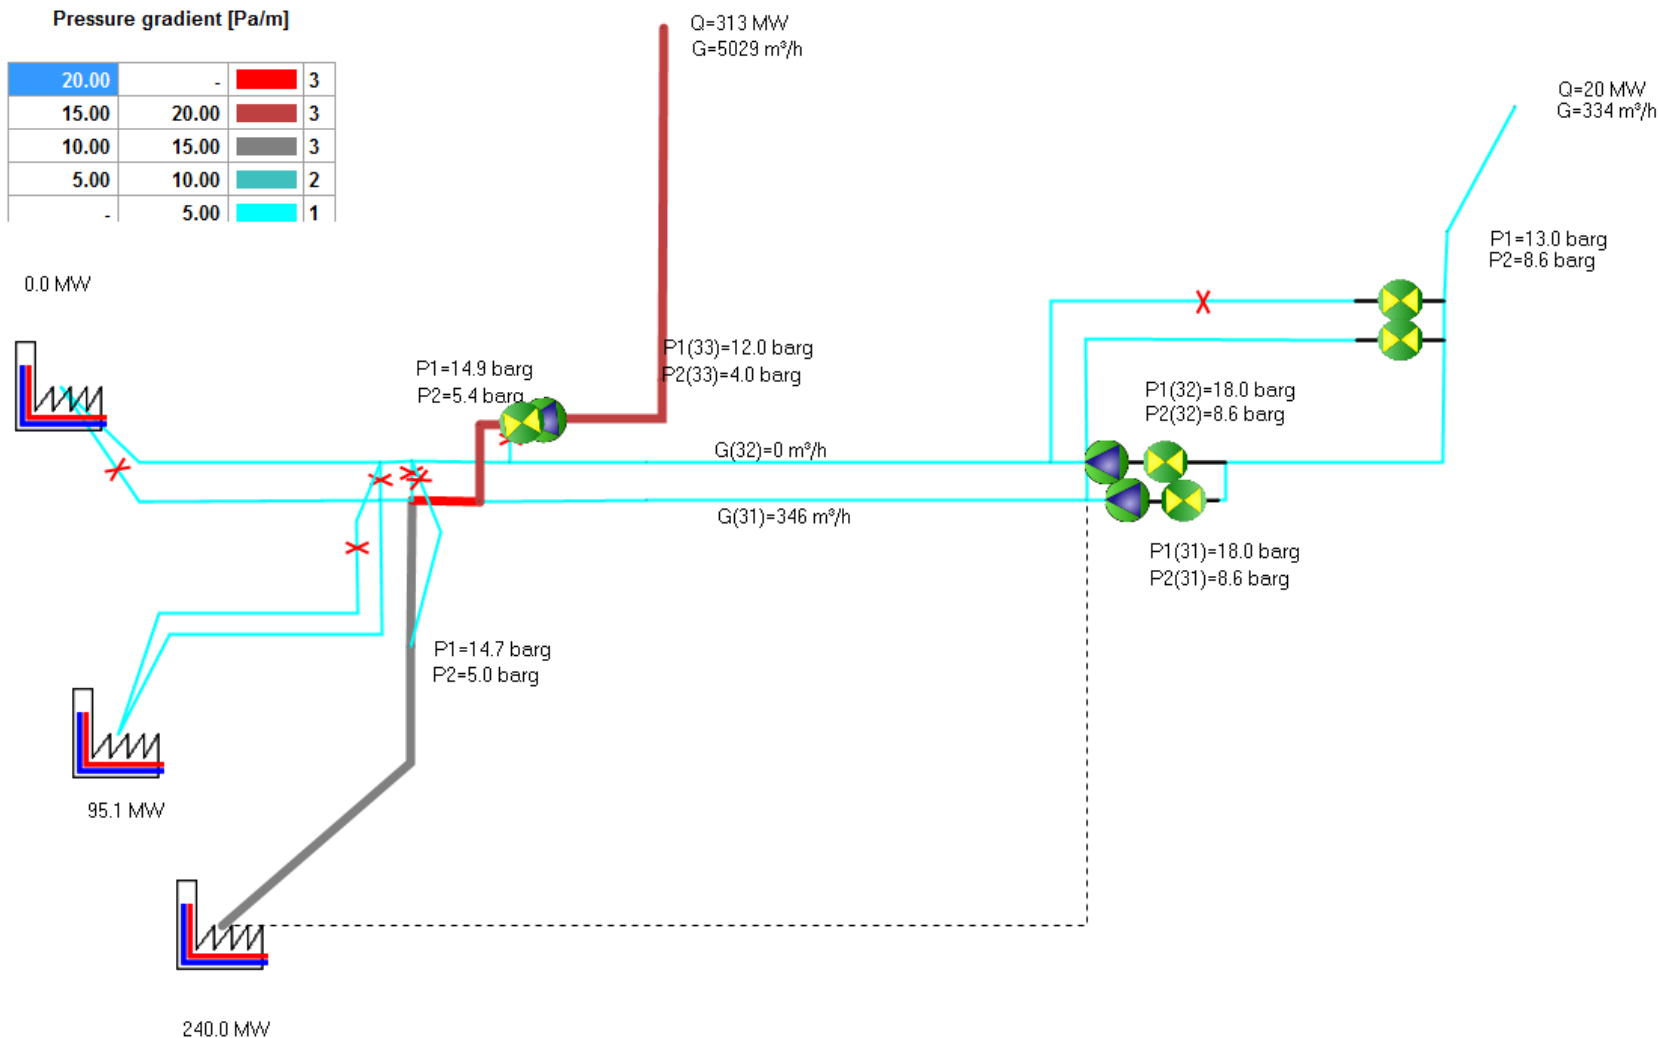 Pressure gradient [Pa/m]
20.00 - 3
15.00 20.00 3
10.00 15.00 3
5.00 10.00 2
- 5.00 1
Q=313 MW
G=5029 m³/h
Q=20 MW
G=334 m³/h
P1=13.0 barg
P2=8.6 barg
0.0 MW
P1(33)=12.0 barg
P2(33)=4.0 barg
P1=14.9 barg
P2=5.4 barg
P1(32)=18.0 barg
P2(32)=8.6 barg
G(32)=0 m³/h
G(31)=346 m³/h
P1(31)=18.0 barg
P2(31)=8.6 barg
P1=14.7 barg
P2=5.0 barg
95.1 MW
240.0 MW